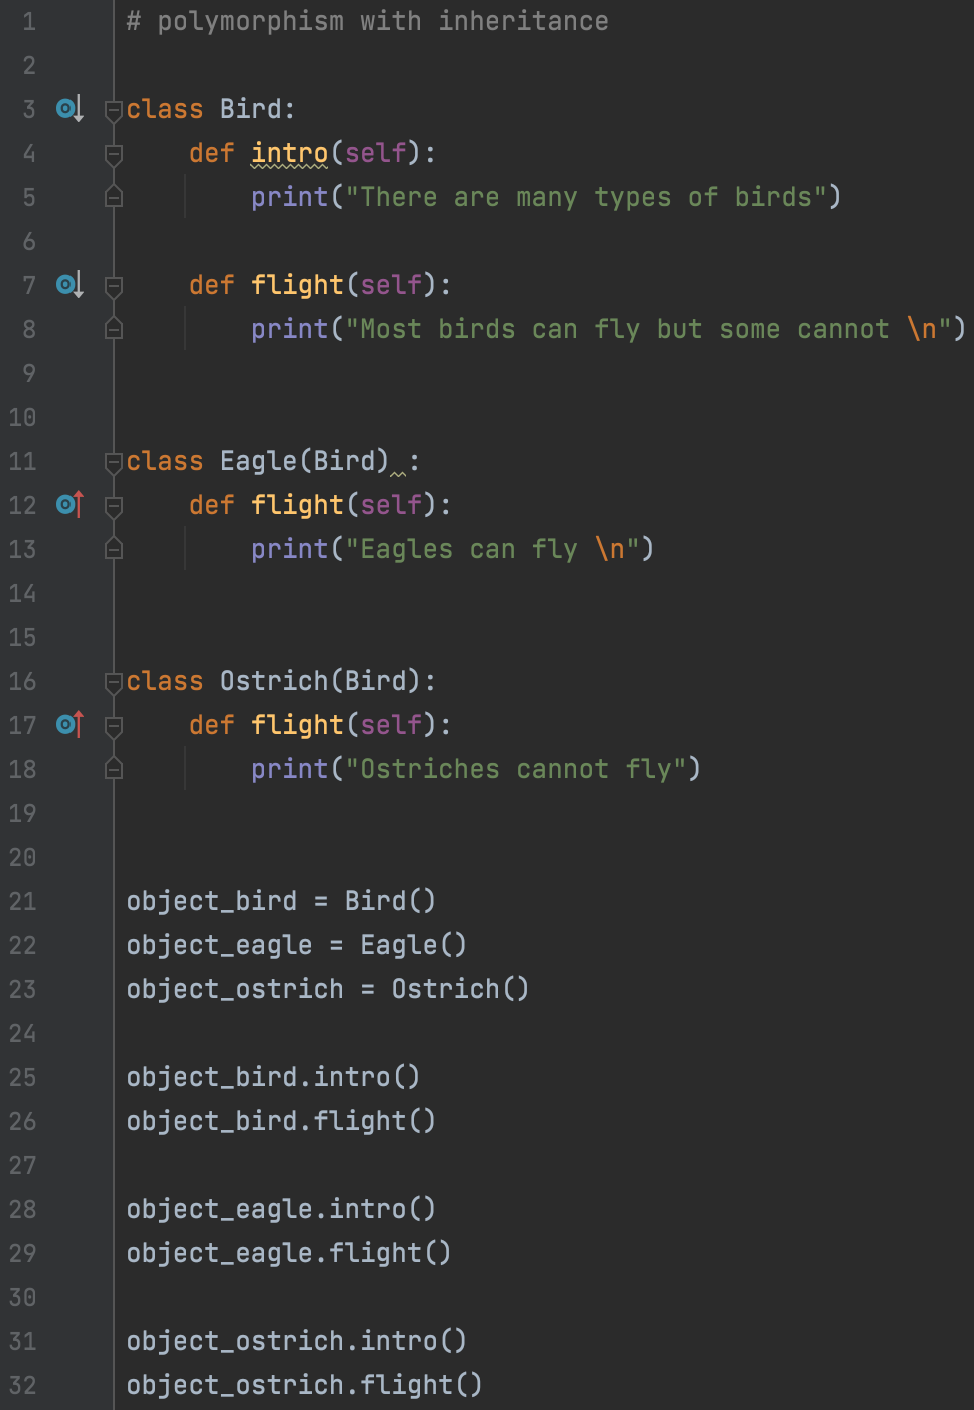 1 # polymorphism with inheritance
2
3 class Bird:
4     def intro(self):
5         print("There are many types of birds")
6
7     def flight(self):
8         print("Most birds can fly but some cannot \n")
9
10
11 class Eagle(Bird) :
12     def flight(self):
13         print("Eagles can fly \n")
14
15
16 class Ostrich(Bird):
17     def flight(self):
18         print("Ostriches cannot fly")
19
20
21 object_bird = Bird()
22 object_eagle = Eagle()
23 object_ostrich = Ostrich()
24
25 object_bird.intro()
26 object_bird.flight()
27
28 object_eagle.intro()
29 object_eagle.flight()
30
31 object_ostrich.intro()
32 object_ostrich.flight()